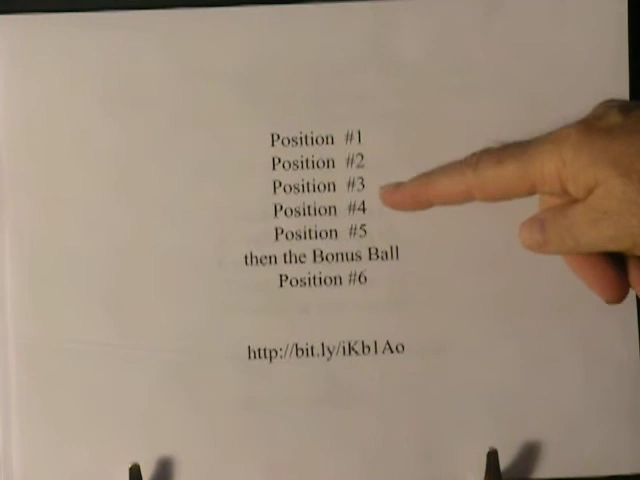 Position #1
Position #2
Position #3
Position #4
Position #5
then the Bonus Ball
Position #6
http://bit.ly/iKb1Ao